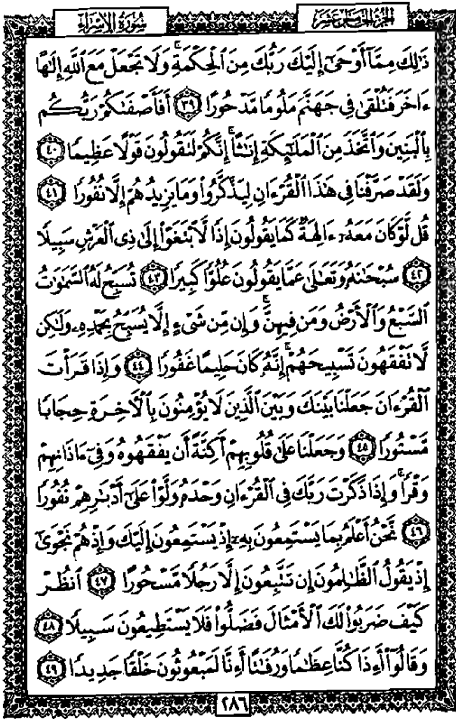 الجزء الخامس عشر
سُورَةُ الإِسْرَاءِ
ذَٰلِكَ مِمَّآ أَوْحَىٰٓ إِلَيْكَ رَبُّكَ مِنَ ٱلْحِكْمَةِ ۗ وَلَا تَجْعَلْ مَعَ ٱللَّهِ إِلَٰهًا
ءَاخَرَ فَتُلْقَىٰ فِى جَهَنَّمَ مَلُومًا مَّدْحُورًا ٣٩ أَفَأَصْفَىٰكُمْ رَبُّكُم
بِٱلْبَنِينَ وَٱتَّخَذَ مِنَ ٱلْمَلَٰٓئِكَةِ إِنَٰثًا ۚ إِنَّكُمْ لَتَقُولُونَ قَوْلًا عَظِيمًا ٤٠
وَلَقَدْ صَرَّفْنَا فِى هَٰذَا ٱلْقُرْءَانِ لِيَذَّكَّرُوا۟ وَمَا يَزِيدُهُمْ إِلَّا نُفُورًا ٤١
قُل لَّوْ كَانَ مَعَهُۥٓ ءَالِهَةٌ كَمَا يَقُولُونَ إِذًا لَّٱبْتَغَوْا۟ إِلَىٰ ذِى ٱلْعَرْشِ سَبِيلًا
٤٢ سُبْحَٰنَهُۥ وَتَعَٰلَىٰ عَمَّا يَقُولُونَ عُلُوًّا كَبِيرًا ٤٣ تُسَبِّحُ لَهُ ٱلسَّمَٰوَٰتُ
ٱلسَّبْعُ وَٱلْأَرْضُ وَمَن فِيهِنَّ ۚ وَإِن مِّن شَىْءٍ إِلَّا يُسَبِّحُ بِحَمْدِهِۦ وَلَٰكِن
لَّا تَفْقَهُونَ تَسْبِيحَهُمْ ۗ إِنَّهُۥ كَانَ حَلِيمًا غَفُورًا ٤٤ وَإِذَا قَرَأْتَ
ٱلْقُرْءَانَ جَعَلْنَا بَيْنَكَ وَبَيْنَ ٱلَّذِينَ لَا يُؤْمِنُونَ بِٱلْءَاخِرَةِ حِجَابًا
مَّسْتُورًا ٤٥ وَجَعَلْنَا عَلَىٰ قُلُوبِهِمْ أَكِنَّةً أَن يَفْقَهُوهُ وَفِىٓ ءَاذَانِهِمْ
وَقْرًا ۚ وَإِذَا ذَكَرْتَ رَبَّكَ فِى ٱلْقُرْءَانِ وَحْدَهُۥ وَلَّوْا۟ عَلَىٰٓ أَدْبَٰرِهِمْ نُفُورًا
٤٦ نَّحْنُ أَعْلَمُ بِمَا يَسْتَمِعُونَ بِهِۦٓ إِذْ يَسْتَمِعُونَ إِلَيْكَ وَإِذْ هُمْ نَجْوَىٰٓ
إِذْ يَقُولُ ٱلظَّٰلِمُونَ إِن تَتَّبِعُونَ إِلَّا رَجُلًا مَّسْحُورًا ٤٧ ٱنظُرْ
كَيْفَ ضَرَبُوا۟ لَكَ ٱلْأَمْثَالَ فَضَلُّوا۟ فَلَا يَسْتَطِيعُونَ سَبِيلًا ٤٨
وَقَالُوٓا۟ أَءِذَا كُنَّا عِظَٰمًا وَرُفَٰتًا أَءِنَّا لَمَبْعُوثُونَ خَلْقًا جَدِيدًا ٤٩
٢٨٦